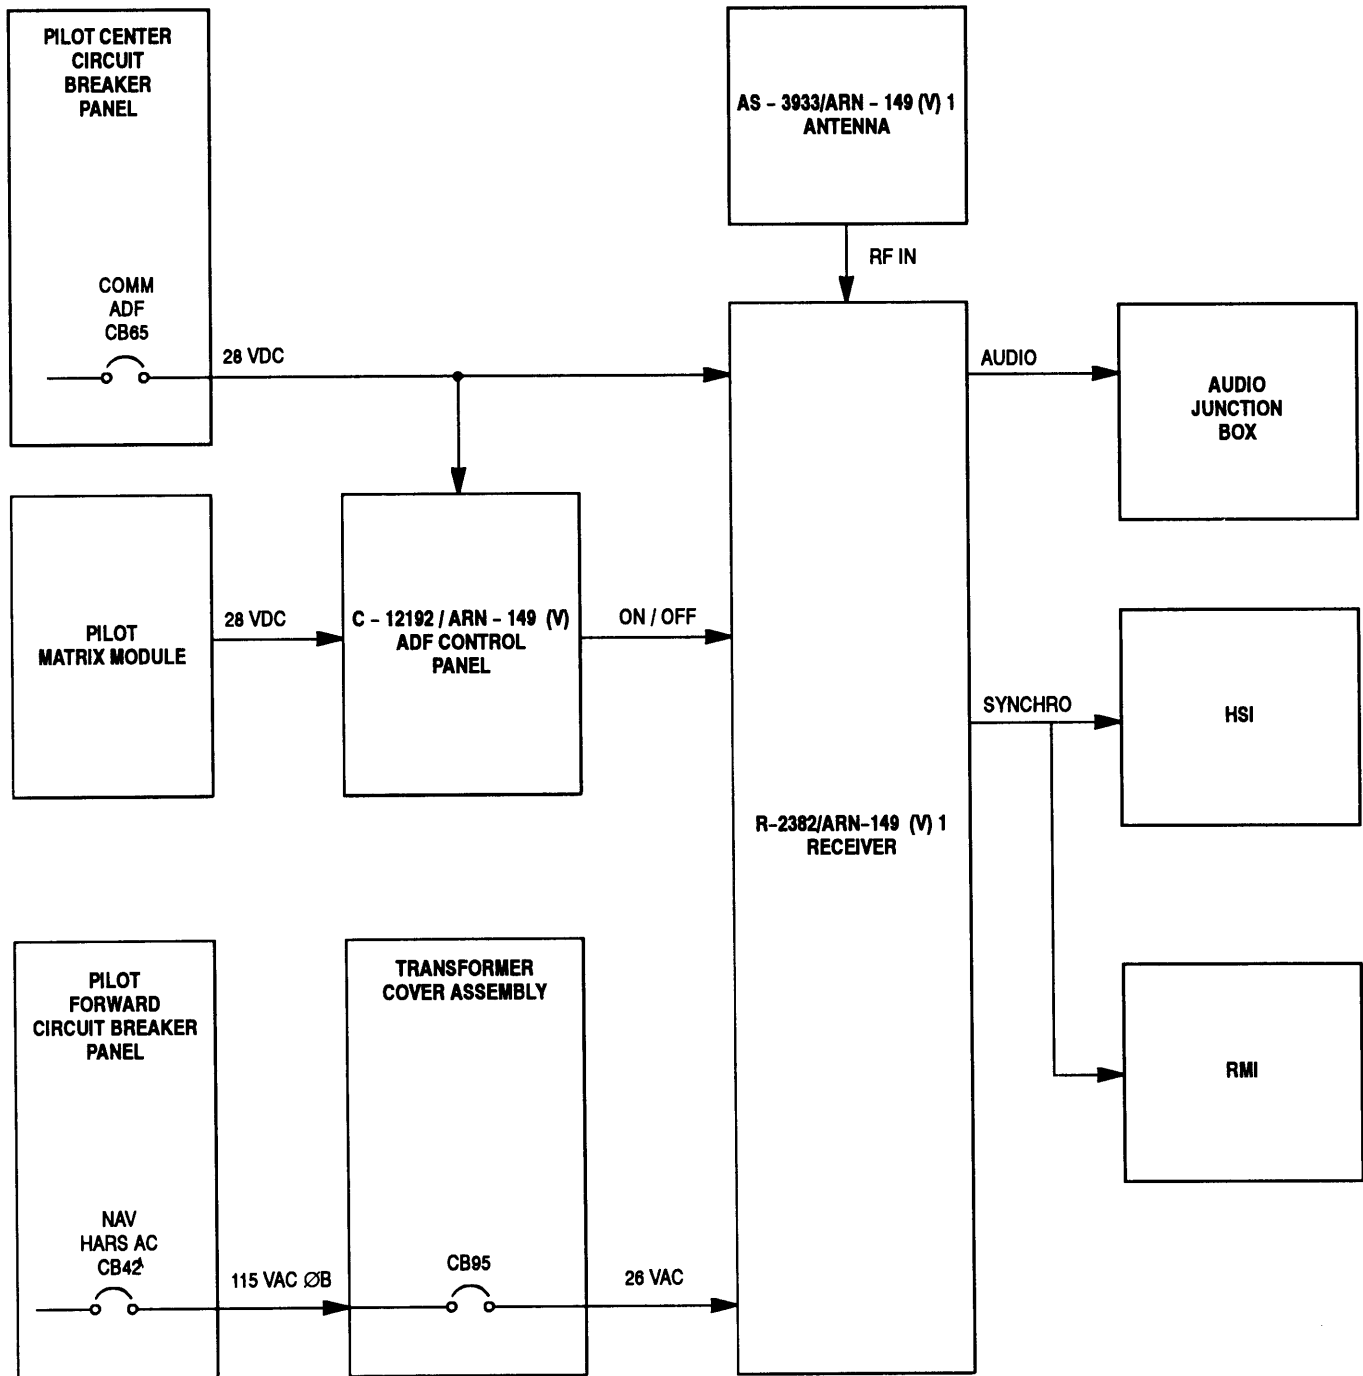 PILOT CENTER
CIRCUIT
BREAKER
PANEL
COMM
ADF
CB65
28 VDC
AS - 3933/ARN - 149 (V) 1
ANTENNA
RF IN
AUDIO
AUDIO
JUNCTION
BOX
PILOT
MATRIX MODULE
28 VDC
C - 12192 / ARN - 149 (V)
ADF CONTROL
PANEL
ON / OFF
R-2382/ARN-149 (V) 1
RECEIVER
SYNCHRO
HSI
RMI
PILOT
FORWARD
CIRCUIT BREAKER
PANEL
NAV
HARS AC
CB42
115 VAC ØB
TRANSFORMER
COVER ASSEMBLY
CB95
26 VAC